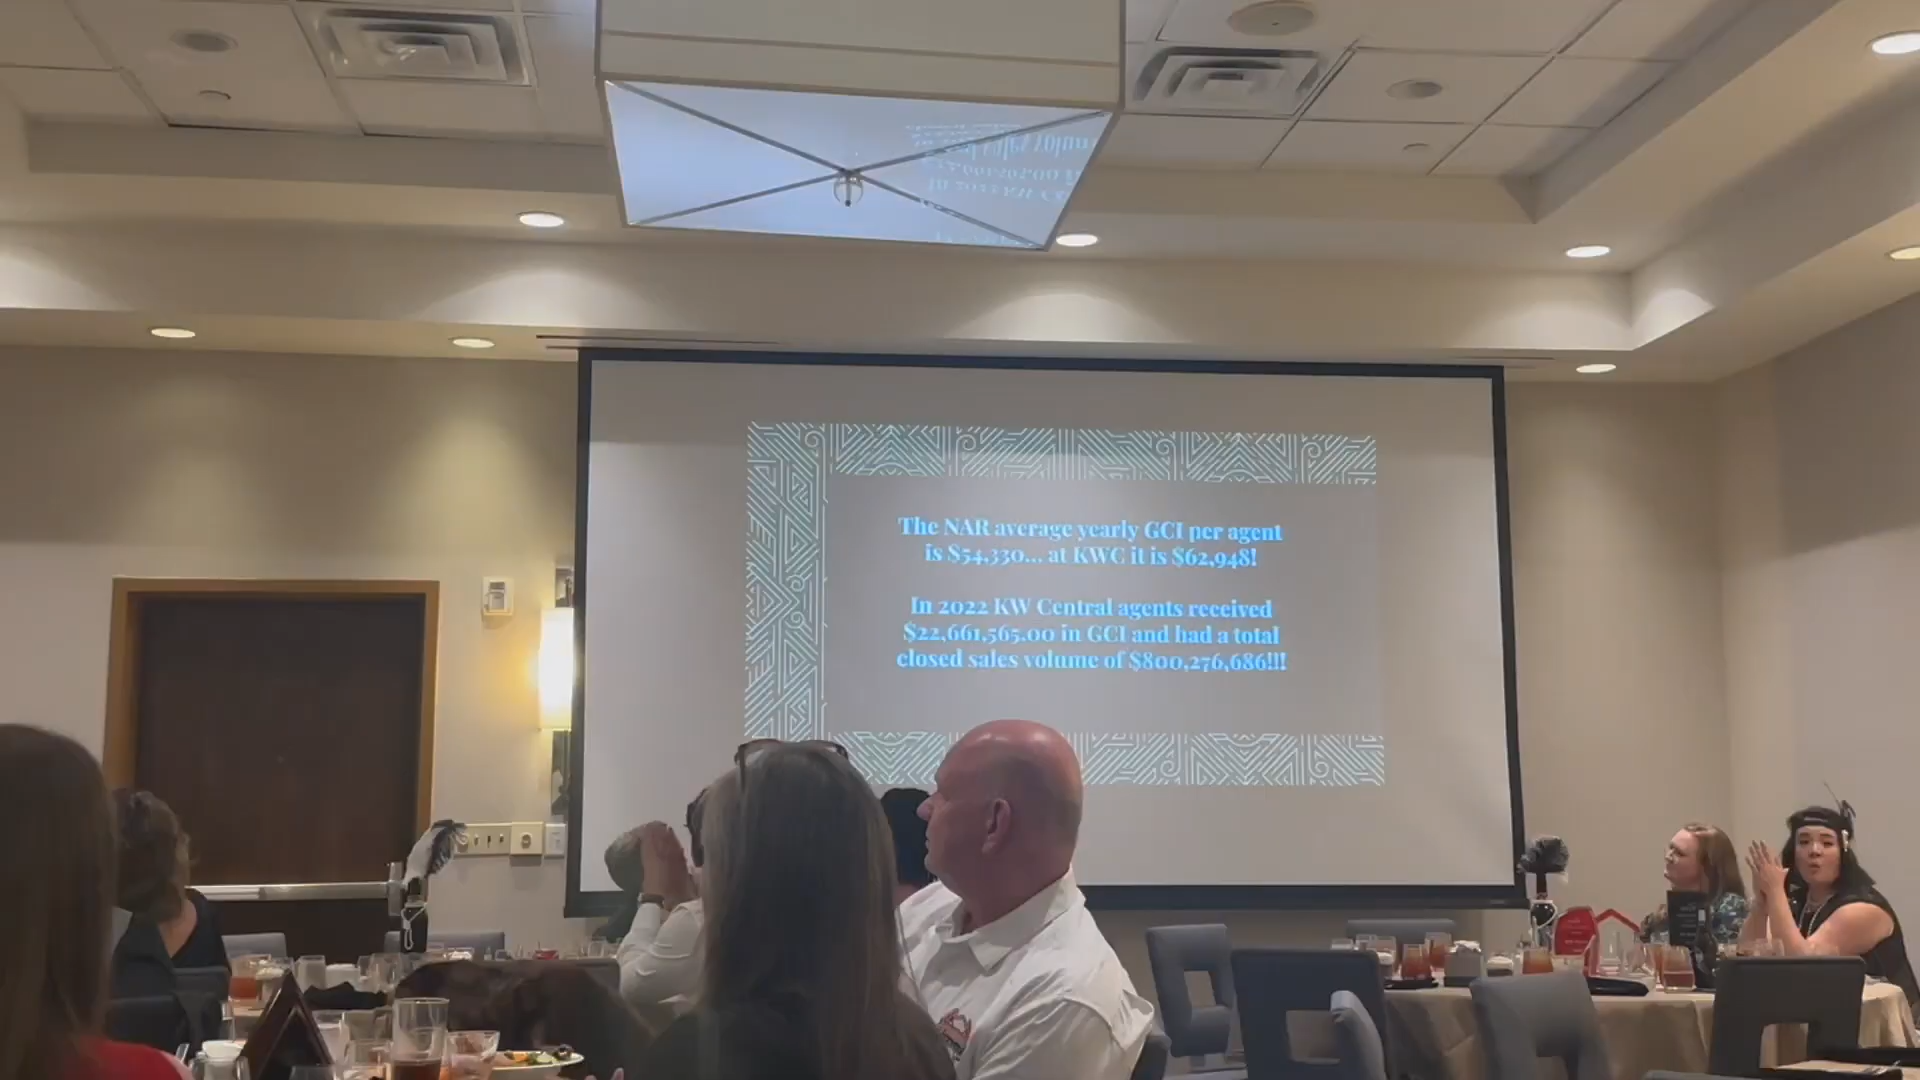 The NAR average yearly GCI per agent
is $54,330... at KWC it is $62,948!
In 2022 KW Central agents received
$22,661,565.00 in GCI and had a total
closed sales volume of $800,276,686!!!